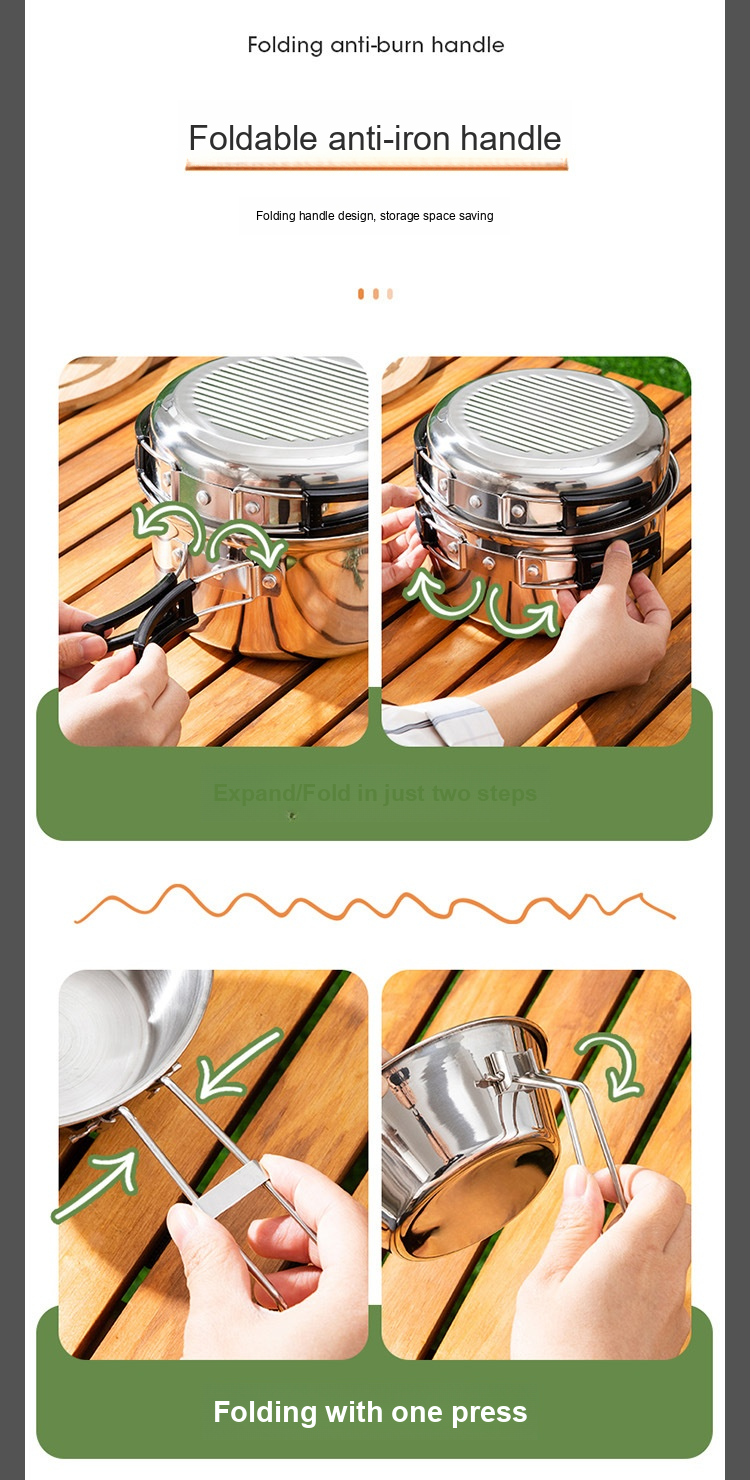 Folding anti-burn handle
Foldable anti-iron handle
Folding handle design, storage space saving
Expand/Fold in just two steps
Folding with one press